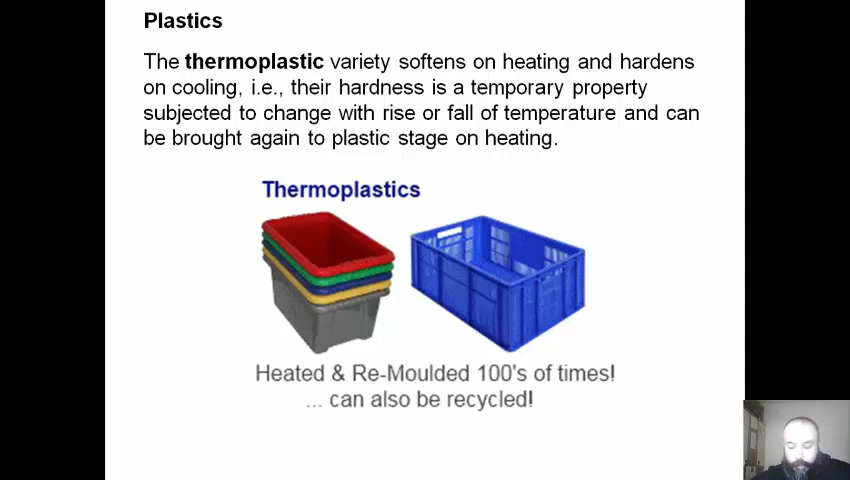 Plastics
The thermoplastic variety softens on heating and hardens
on cooling, i.e., their hardness is a temporary property
subjected to change with rise or fall of temperature and can
be brought again to plastic stage on heating.
Thermoplastics
Heated & Re-Moulded 100's of times!
... can also be recycled!